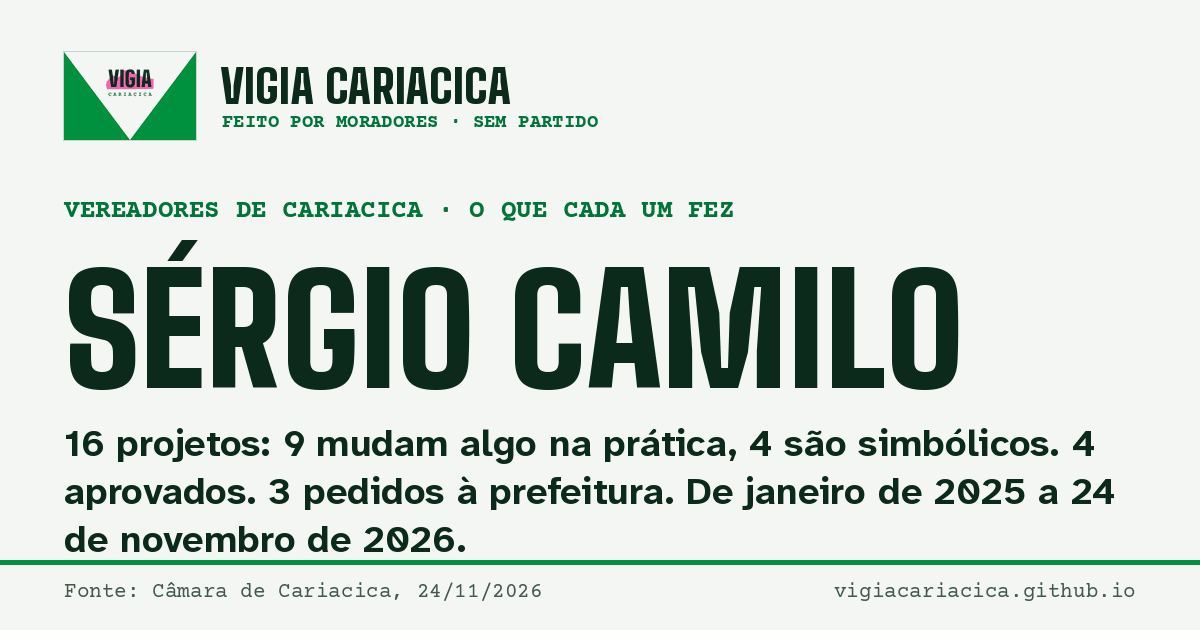 VIGIA
CARIACICA
VIGIA CARIACICA
FEITO POR MORADORES · SEM PARTIDO
VEREADORES DE CARIACICA · O QUE CADA UM FEZ
SÉRGIO CAMILO
16 projetos: 9 mudam algo na prática, 4 são simbólicos. 4
aprovados. 3 pedidos à prefeitura. De janeiro de 2025 a 24
de novembro de 2026.
Fonte: Câmara de Cariacica, 24/11/2026
vigiacariacica.github.io